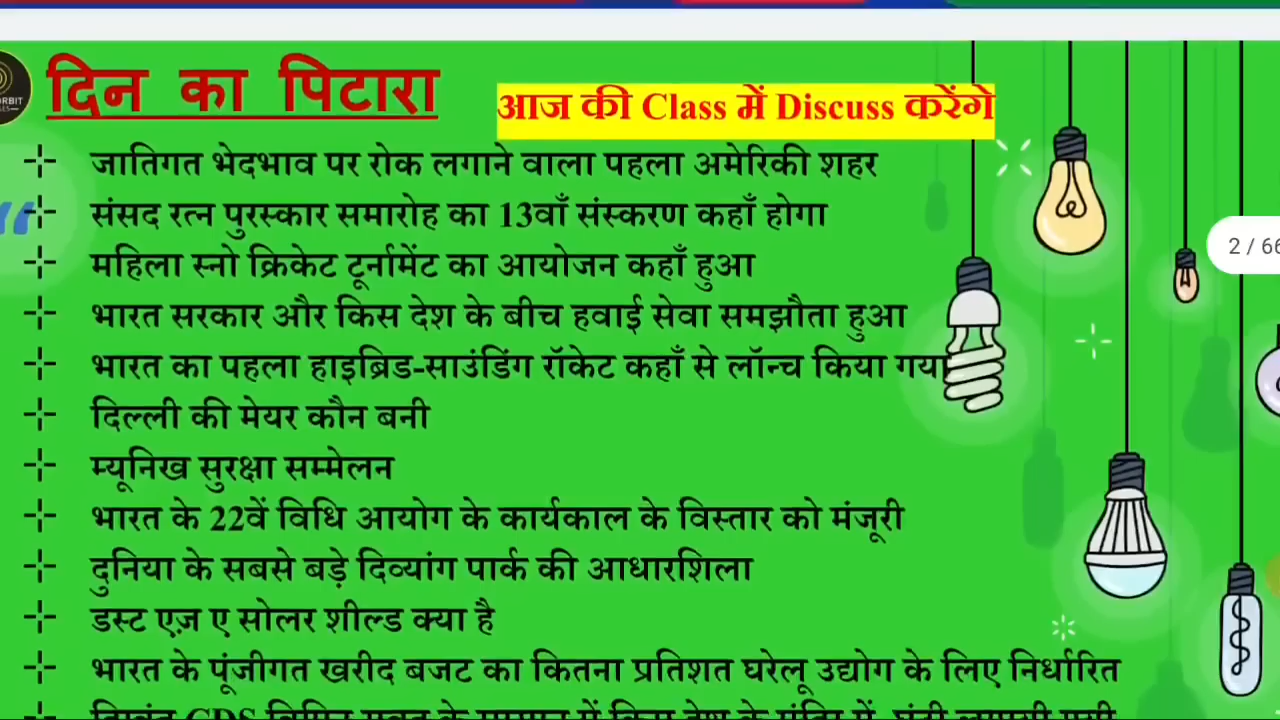 दिन का पिटारा
आज की Class में Discuss करेंगे
जातिगत भेदभाव पर रोक लगाने वाला पहला अमेरिकी शहर
संसद रत्न पुरस्कार समारोह का 13वाँ संस्करण कहाँ होगा
महिला स्नो क्रिकेट टूर्नामेंट का आयोजन कहाँ हुआ
भारत सरकार और किस देश के बीच हवाई सेवा समझौता हुआ
भारत का पहला हाइब्रिड-साउंडिंग रॉकेट कहाँ से लॉन्च किया गया
दिल्ली की मेयर कौन बनी
म्यूनिख सुरक्षा सम्मेलन
भारत के 22वें विधि आयोग के कार्यकाल के विस्तार को मंजूरी
दुनिया के सबसे बड़े दिव्यांग पार्क की आधारशिला
डस्ट एज़ ए सोलर शील्ड क्या है
भारत के पूंजीगत खरीद बजट का कितना प्रतिशत घरेलू उद्योग के लिए निर्धारित
2 / 66